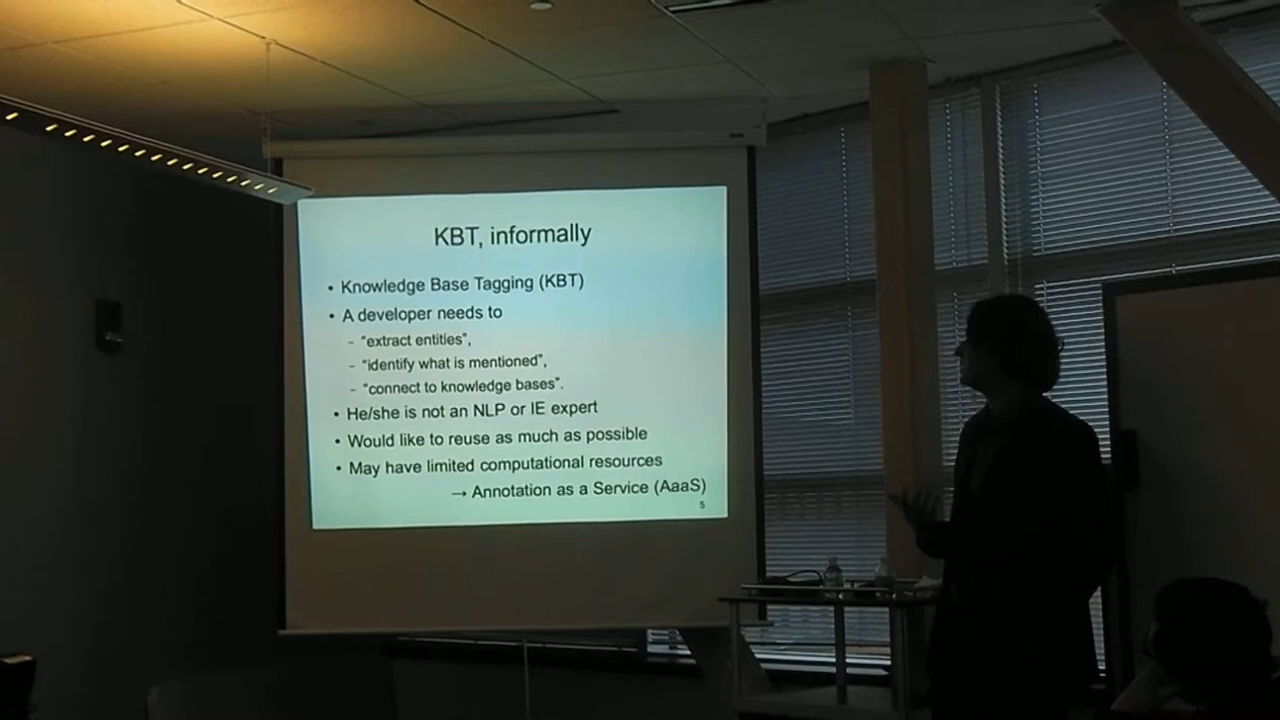 KBT, informally
• Knowledge Base Tagging (KBT)
• A developer needs to
– "extract entities",
– "identify what is mentioned",
– "connect to knowledge bases".
• He/she is not an NLP or IE expert
• Would like to reuse as much as possible
• May have limited computational resources
→ Annotation as a Service (AaaS)
5